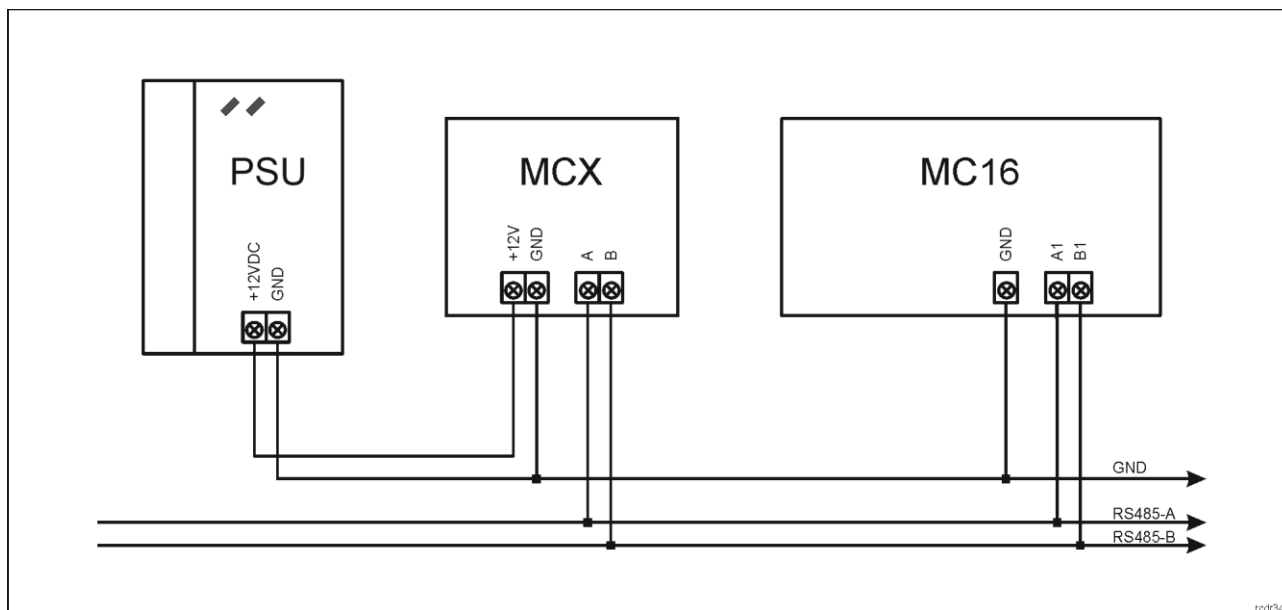 PSU
MCX
MC16
+12VDC
GND
+12V
GND
A
B
GND
A1
B1
GND
RS485-A
RS485-B